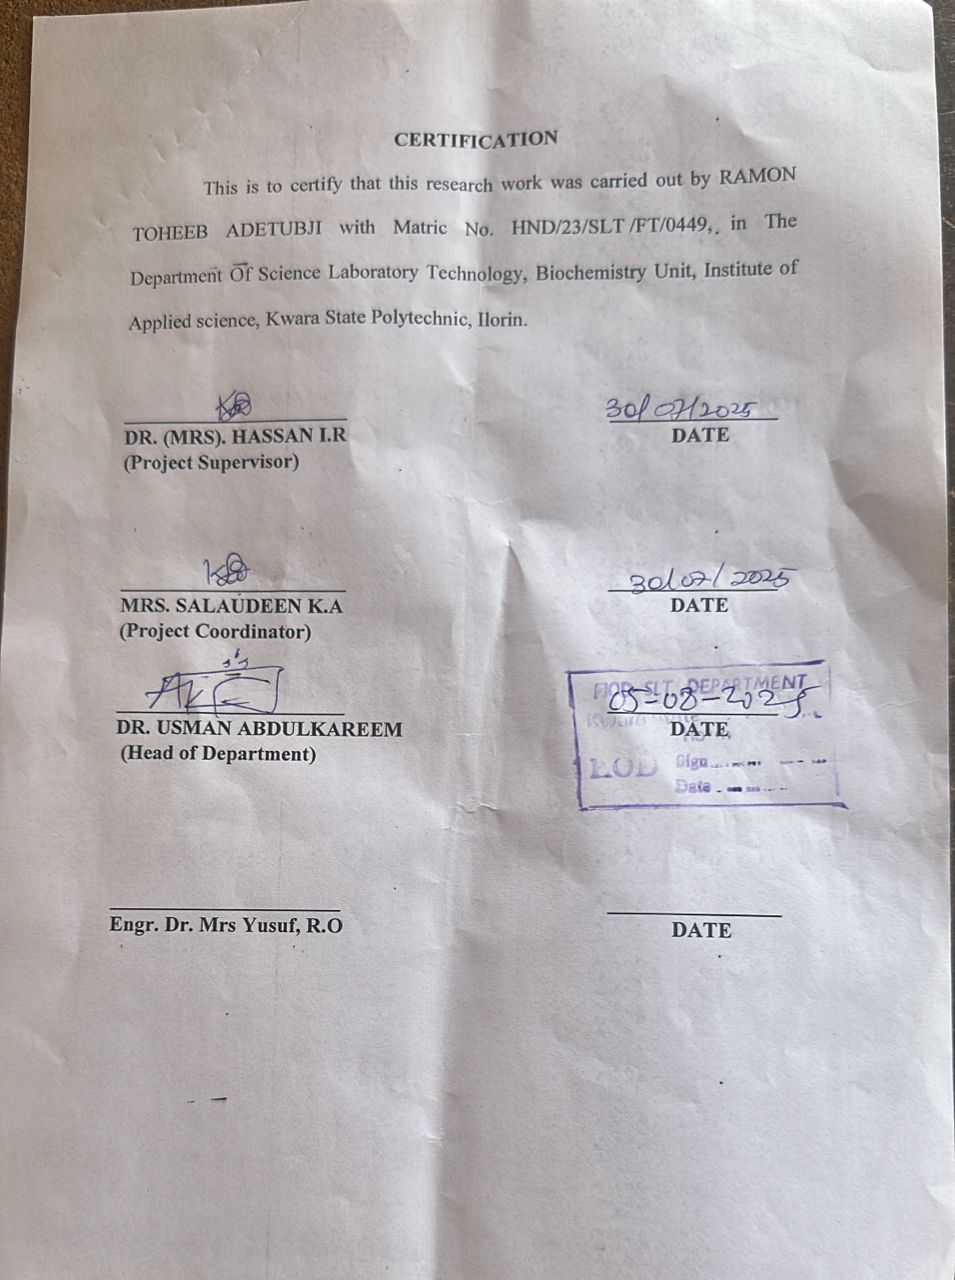 CERTIFICATION
This is to certify that this research work was carried out by RAMON
TOHEEB ADETUBJI with Matric No. HND/23/SLT /FT/0449,. in The
Department Of Science Laboratory Technology, Biochemistry Unit, Institute of
Applied science, Kwara State Polytechnic, Ilorin.
30/07/2025
DR. (MRS). HASSAN I.R
DATE
(Project Supervisor)
30/07/2025
MRS. SALAUDEEN K.A
DATE
(Project Coordinator)
HOD SLT DEPARTMENT
05-08-2025
DR. USMAN ABDULKAREEM
DATE
(Head of Department)
Sign
Date
Engr. Dr. Mrs Yusuf, R.O
DATE